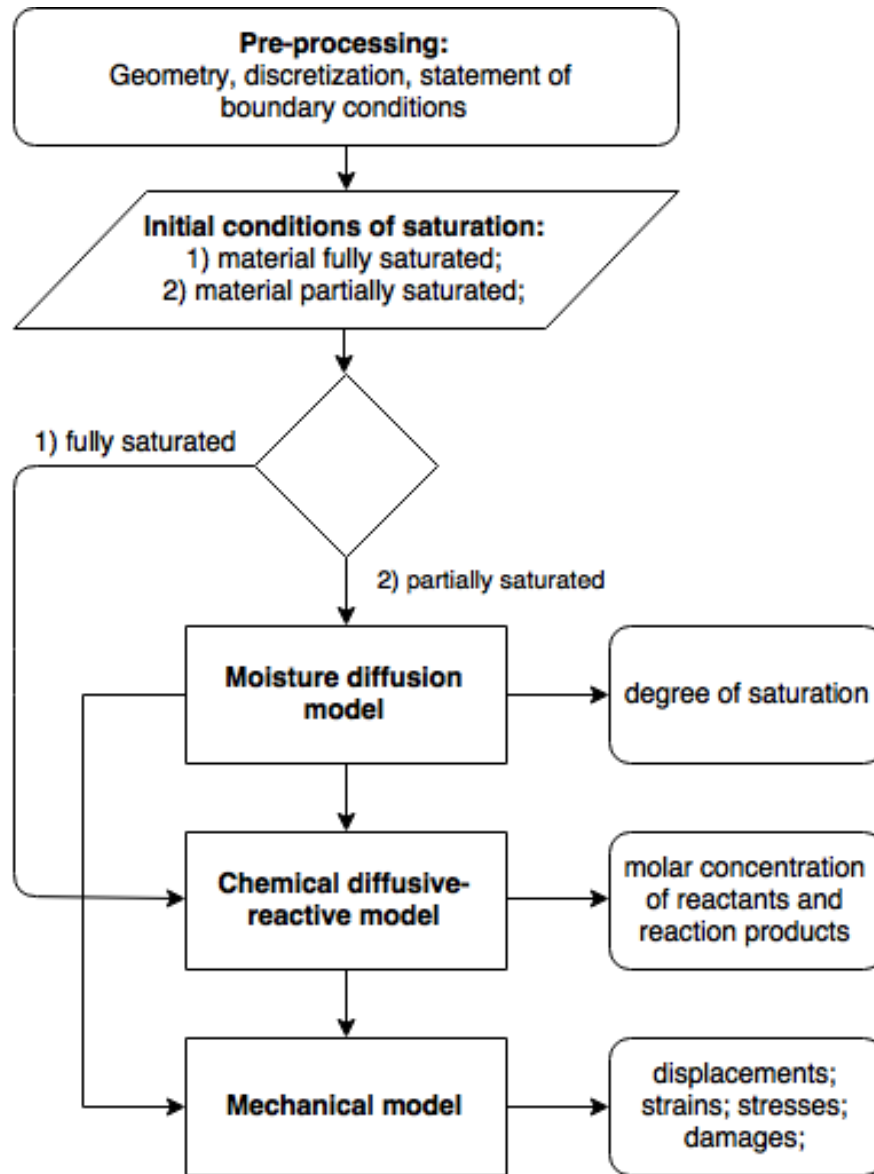 Pre-processing:
Geometry, discretization, statement of
boundary conditions
Initial conditions of saturation:
1) material fully saturated;
2) material partially saturated;
1) fully saturated
2) partially saturated
Moisture diffusion
model
degree of saturation
Chemical diffusive-
reactive model
molar concentration
of reactants and
reaction products
Mechanical model
displacements;
strains; stresses;
damages;